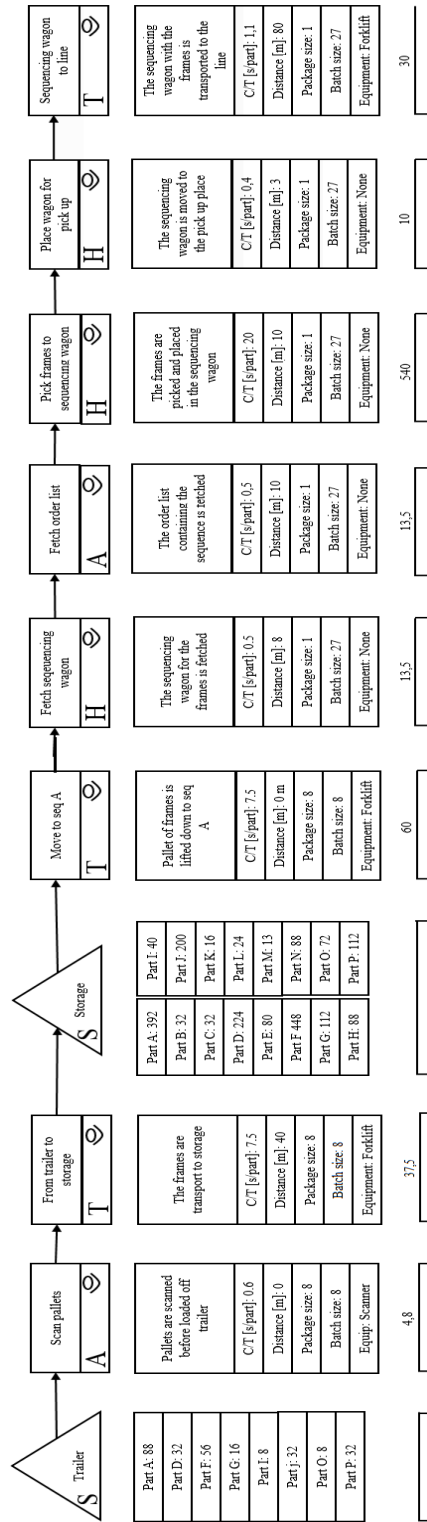 Trailer
S
Scan pallets
A
From trailer to
storage
T
Storage
S
Move to seq A
T
Fetch seqeuencing
wagon
H
Fetch order list
A
Pick frames to
sequencing wagon
H
Place wagon for
pick up
H
Sequencing wagon
to line
T
Part A: 88
Part D: 32
Part F: 56
Part G: 16
Part I: 8
Part j: 32
Part O: 8
Part P: 32
Pallets are scanned
before loaded off
trailer
C/T [s/part]: 0.6
Distance [m]: 0
Package size: 8
Batch size: 8
Equip: Scanner
4,8
The frames are
transport to storage
C/T [s/part]: 7.5
Distance [m]: 40
Package size: 8
Batch size: 8
Equipment: Forklift
37,5
Part A: 392
Part B: 32
Part C: 32
Part D: 224
Part E: 80
Part F 448
Part G: 112
Part H: 88
Part I: 40
Part J: 200
Part K: 16
Part L: 24
Part M: 13
Part N: 88
Part O: 72
Part P: 112
Pallet of frames is
lifted down to seq
A
C/T [s/part]: 7.5
Distance [m]: 0 m
Package size: 8
Batch size: 8
Equipment: Forklift
60
The sequencing
wagon for the
frames is fetched
C/T [s/part]: 0.5
Distance [m]: 8
Package size: 1
Batch size: 27
Equipment: None
13,5
The order list
containing the
sequence is retched
C/T [s/part]: 0,5
Distance [m]: 10
Package size: 1
Batch size: 27
Equipment: None
13,5
The frames are
picked and placed
in the sequencing
wagon
C/T [s/part]: 20
Distance [m]: 10
Package size: 1
Batch size: 27
Equipment: None
540
The sequencing
wagon is moved to
the pick up place
C/T [s/part]: 0,4
Distance [m]: 3
Package size: 1
Batch size: 27
Equipment: None
10
The sequencing
wagon with the
frames is
transported to the
line
C/T [s/part]: 1,1
Distance [m]: 80
Package size: 1
Batch size: 27
Equipment: Forklift
30